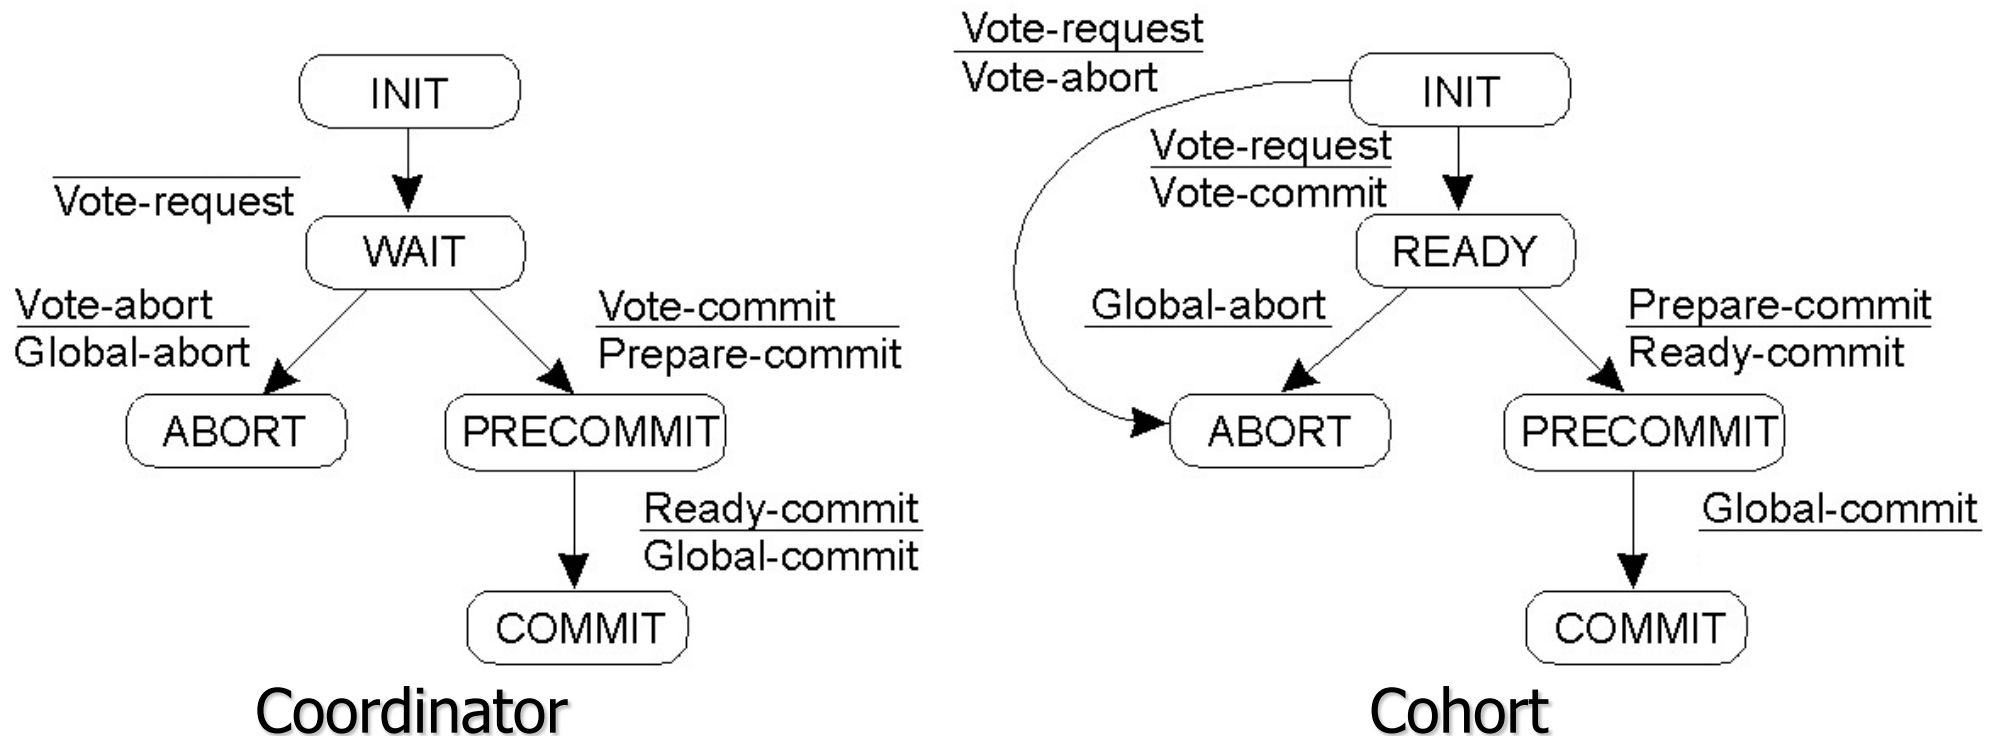 INIT
Vote-request
WAIT
Vote-abort
Global-abort
Vote-commit
Prepare-commit
ABORT
PRECOMMIT
Ready-commit
Global-commit
COMMIT
Coordinator
Vote-request
Vote-abort
INIT
Vote-request
Vote-commit
READY
Global-abort
Prepare-commit
Ready-commit
ABORT
PRECOMMIT
Global-commit
COMMIT
Cohort